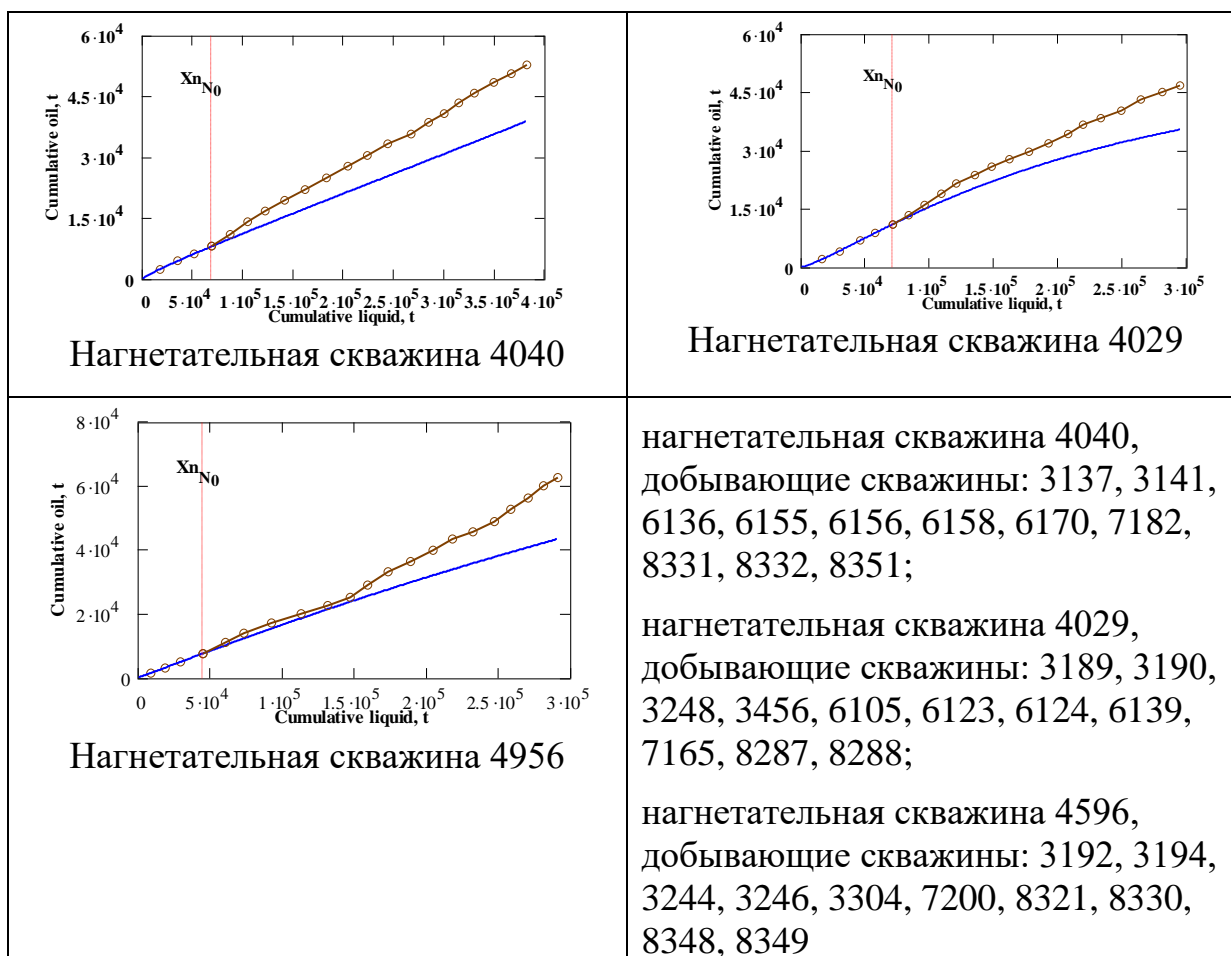 6·10⁴
4.5·10⁴
3·10⁴
1.5·10⁴
0
Cumulative oil, t
Xn_N0
0 5·10⁴ 1·10⁵ 1.5·10⁵ 2·10⁵ 2.5·10⁵ 3·10⁵ 3.5·10⁵ 4·10⁵
Cumulative liquid, t
Нагнетательная скважина 4040
6·10⁴
4.5·10⁴
3·10⁴
1.5·10⁴
0
Cumulative oil, t
Xn_N0
0 5·10⁴ 1·10⁵ 1.5·10⁵ 2·10⁵ 2.5·10⁵ 3·10⁵
Cumulative liquid, t
Нагнетательная скважина 4029
8·10⁴
6·10⁴
4·10⁴
2·10⁴
0
Cumulative oil, t
Xn_N0
0 5·10⁴ 1·10⁵ 1.5·10⁵ 2·10⁵ 2.5·10⁵ 3·10⁵
Cumulative liquid, t
Нагнетательная скважина 4956
нагнетательная скважина 4040,
добывающие скважины: 3137, 3141,
6136, 6155, 6156, 6158, 6170, 7182,
8331, 8332, 8351;
нагнетательная скважина 4029,
добывающие скважины: 3189, 3190,
3248, 3456, 6105, 6123, 6124, 6139,
7165, 8287, 8288;
нагнетательная скважина 4596,
добывающие скважины: 3192, 3194,
3244, 3246, 3304, 7200, 8321, 8330,
8348, 8349